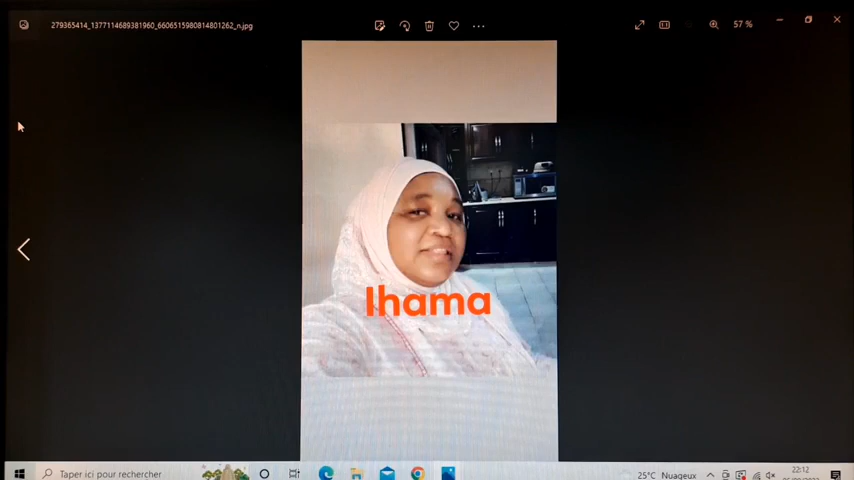 279365414_1377114689381960_6606515980814801262_n.jpg
57 %
Ihama
Taper ici pour rechercher
25°C Nuageux
22:12